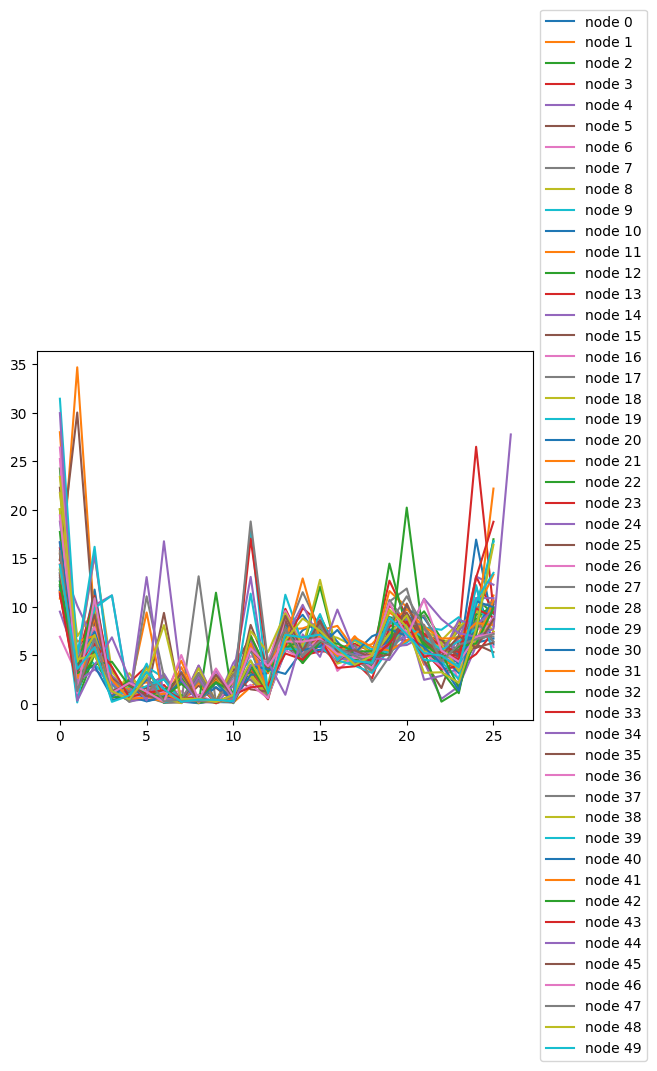 node 0
node 1
node 2
node 3
node 4
node 5
node 6
node 7
node 8
node 9
node 10
node 11
node 12
node 13
node 14
node 15
node 16
node 17
node 18
node 19
node 20
node 21
node 22
node 23
node 24
node 25
node 26
node 27
node 28
node 29
node 30
node 31
node 32
node 33
node 34
node 35
node 36
node 37
node 38
node 39
node 40
node 41
node 42
node 43
node 44
node 45
node 46
node 47
node 48
node 49
35
30
25
20
15
10
5
0
0 5 10 15 20 25